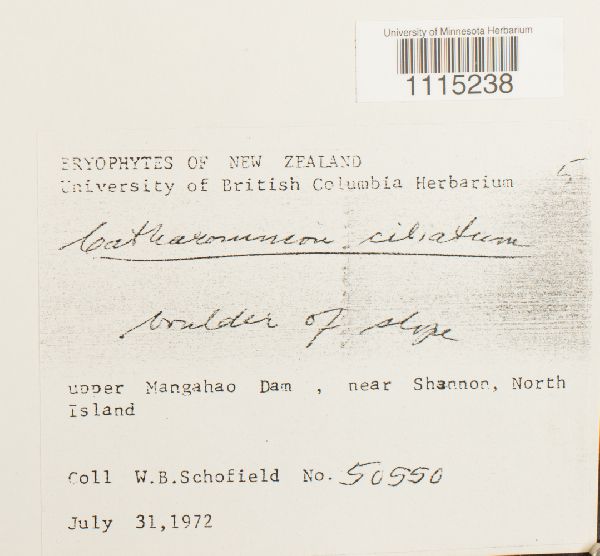 University of Minnesota Herbarium
1115238
BRYOPHYTES OF NEW ZEALAND
University of British Columbia Herbarium
5
Catharomnion ciliatum
boulder of slope
upper Mangahao Dam , near Shannon, North
Island
Coll W.B.Schofield No. 50550
July 31,1972